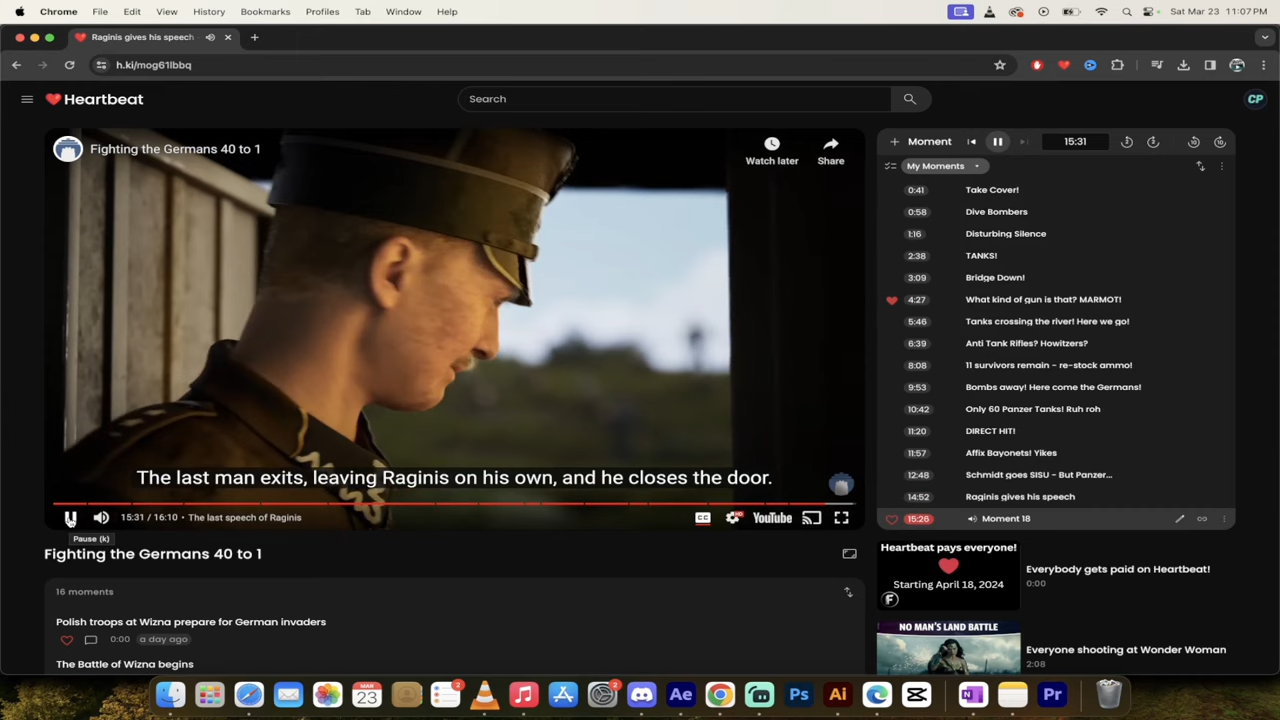 Chrome File Edit View History Bookmarks Profiles Tab Window Help Sat Mar 23 11:07 PM
Raginis gives his speech
h.ki/mog61lbbq
Heartbeat
Search
CP
Fighting the Germans 40 to 1
Watch later
Share
The last man exits, leaving Raginis on his own, and he closes the door.
15:31 / 16:10 • The last speech of Raginis
CC
HD
YouTube
Pause (k)
Fighting the Germans 40 to 1
16 moments
Polish troops at Wizna prepare for German invaders
0:00 a day ago
The Battle of Wizna begins
+ Moment 15:31
My Moments
0:41 Take Cover!
0:58 Dive Bombers
1:16 Disturbing Silence
2:38 TANKS!
3:09 Bridge Down!
4:27 What kind of gun is that? MARMOT!
5:46 Tanks crossing the river! Here we go!
6:39 Anti Tank Rifles? Howitzers?
8:08 11 survivors remain - re-stock ammo!
9:53 Bombs away! Here come the Germans!
10:42 Only 60 Panzer Tanks! Ruh roh
11:20 DIRECT HIT!
11:57 Affix Bayonets! Yikes
12:48 Schmidt goes SISU - But Panzer...
14:52 Raginis gives his speech
15:26 Moment 18
Heartbeat pays everyone!
Starting April 18, 2024
F
Everybody gets paid on Heartbeat!
0:00
NO MAN'S LAND BATTLE
Everyone shooting at Wonder Woman
2:08
MAR
23
2
2
Ae
Ps
Ai
N
Pr